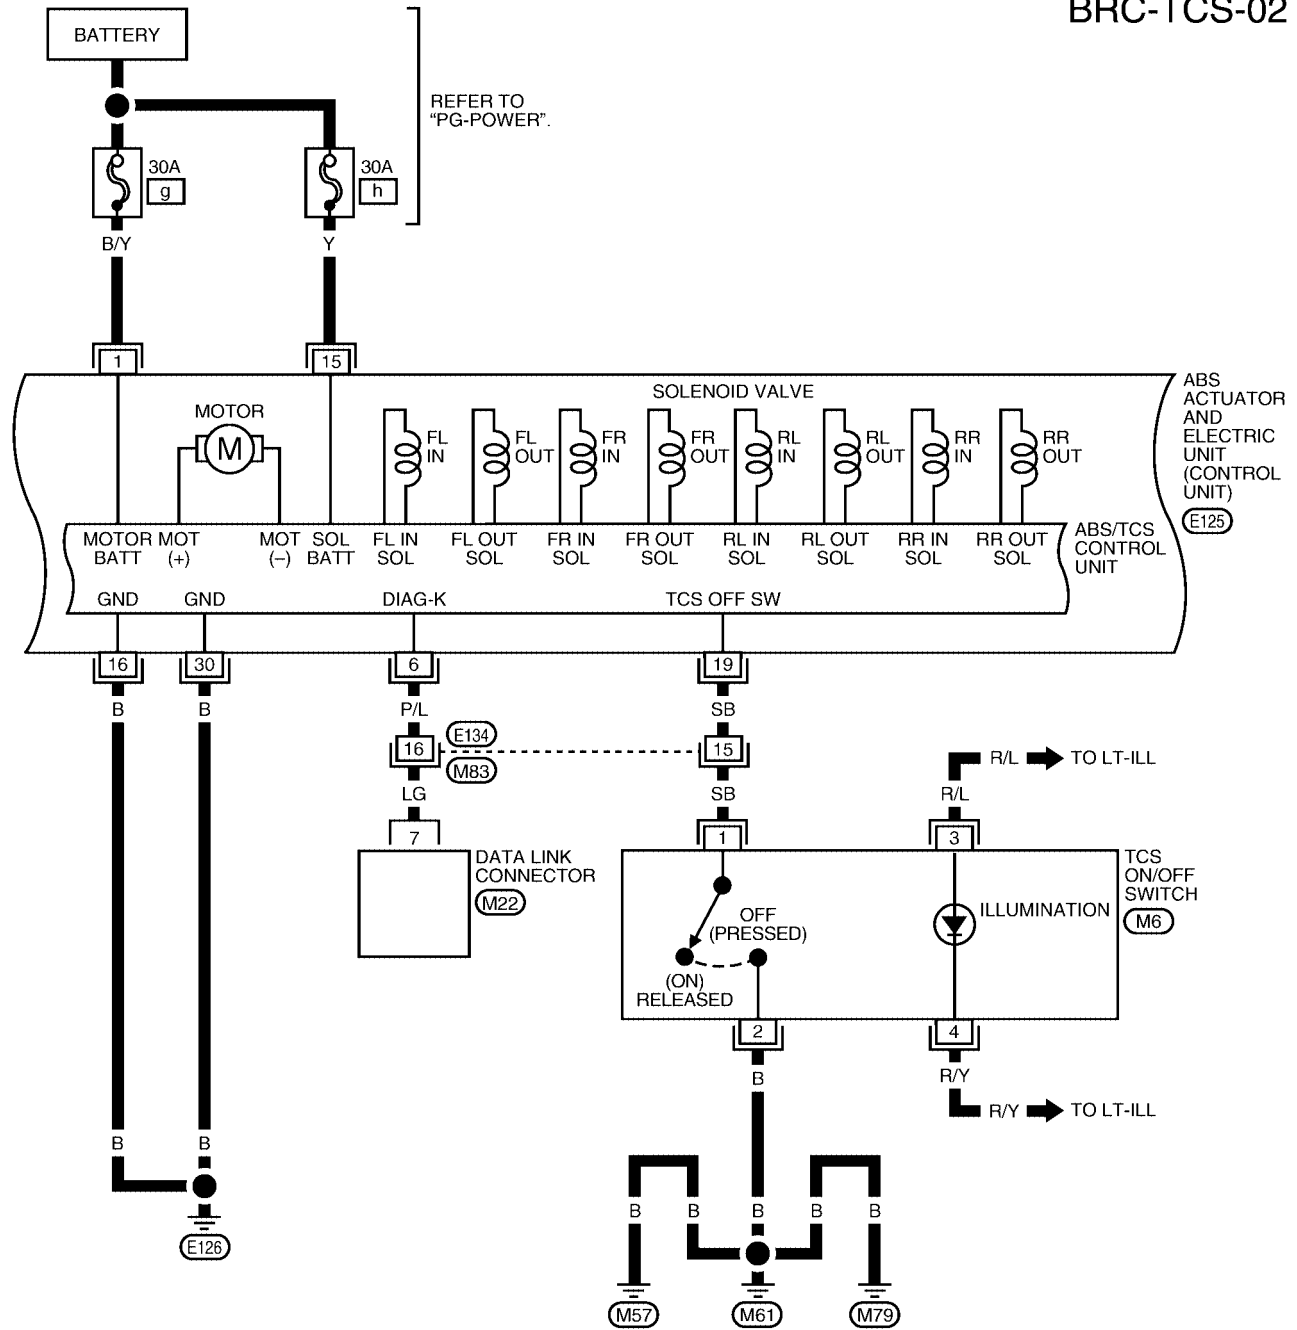 BRC-TCS-02
BATTERY
REFER TO
“PG-POWER”.
30A
g
30A
h
B/Y
Y
1
15
SOLENOID VALVE
MOTOR
M
FL
IN
FL
OUT
FR
IN
FR
OUT
RL
IN
RL
OUT
RR
IN
RR
OUT
ABS
ACTUATOR
AND
ELECTRIC
UNIT
(CONTROL
UNIT)
E125
MOTOR
BATT
MOT
(+)
MOT
(–)
SOL
BATT
FL IN
SOL
FL OUT
SOL
FR IN
SOL
FR OUT
SOL
RL IN
SOL
RL OUT
SOL
RR IN
SOL
RR OUT
SOL
ABS/TCS
CONTROL
UNIT
GND
GND
DIAG-K
TCS OFF SW
16
30
6
19
B
B
P/L
SB
16
E134
M83
15
LG
SB
R/L
TO LT-ILL
R/L
7
1
3
DATA LINK
CONNECTOR
M22
OFF
(PRESSED)
(ON)
RELEASED
ILLUMINATION
TCS
ON/OFF
SWITCH
M6
2
4
B
R/Y
R/Y
TO LT-ILL
B
B
B
B
B
B
B
E126
M57
M61
M79